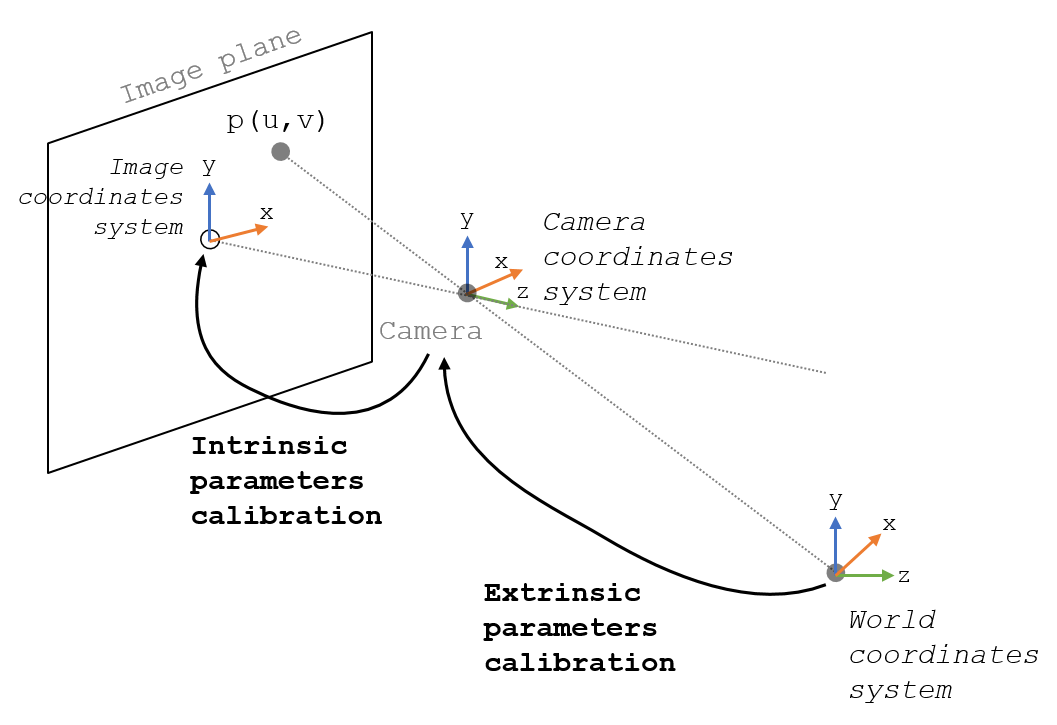 Image plane
p(u,v)
Image
coordinates
system
y
x
y
x
z
Camera
coordinates
system
Camera
Intrinsic
parameters
calibration
y
x
z
Extrinsic
parameters
calibration
World
coordinates
system